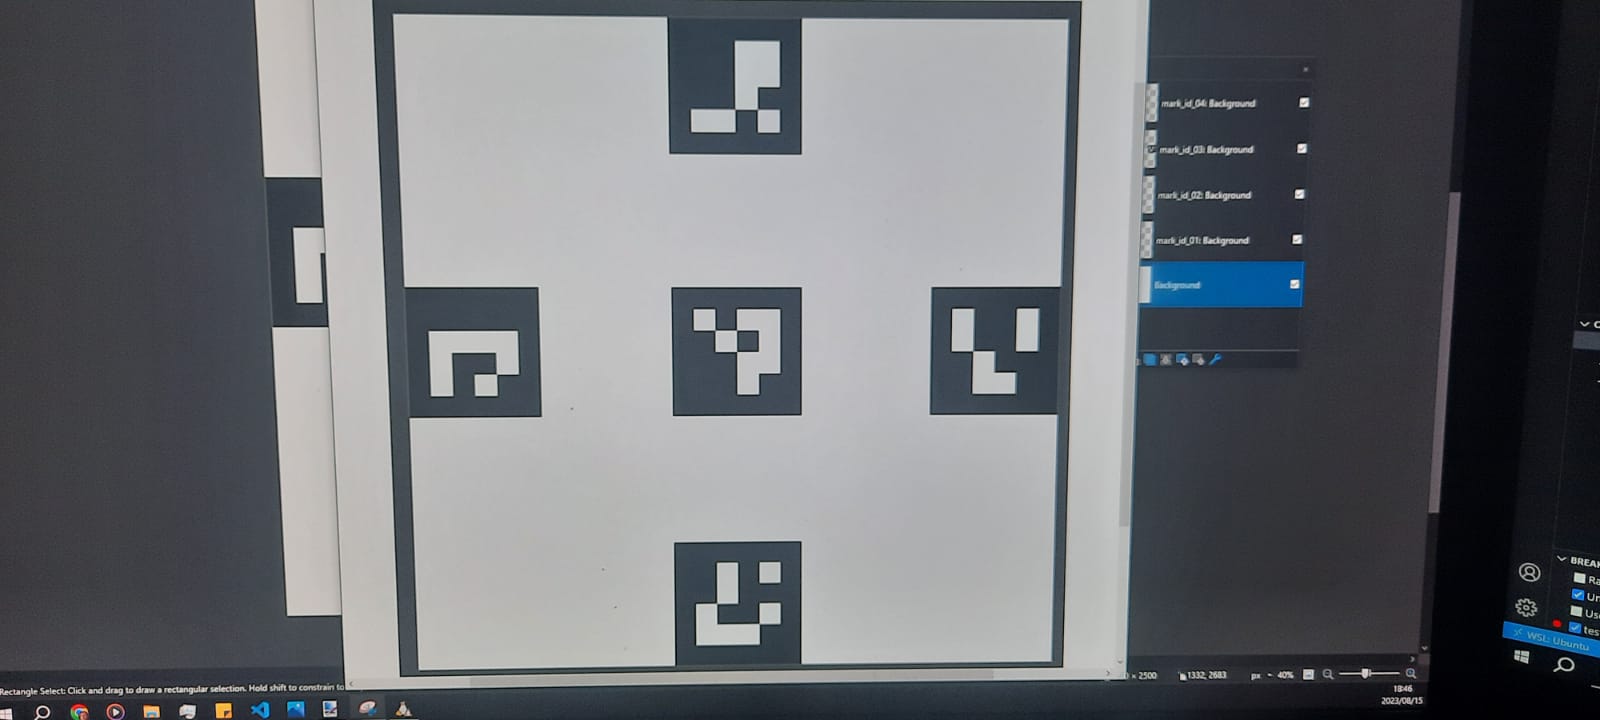 mark_id_04: Background
mark_id_03: Background
mark_id_02: Background
mark_id_01: Background
Background
BREA
Ra
Un
Use
tes
WSL: Ubuntu
Rectangle Select: Click and drag to draw a rectangular selection. Hold shift to constrain to
× 2500
1332, 2683
px
40%
18:46
2023/08/15